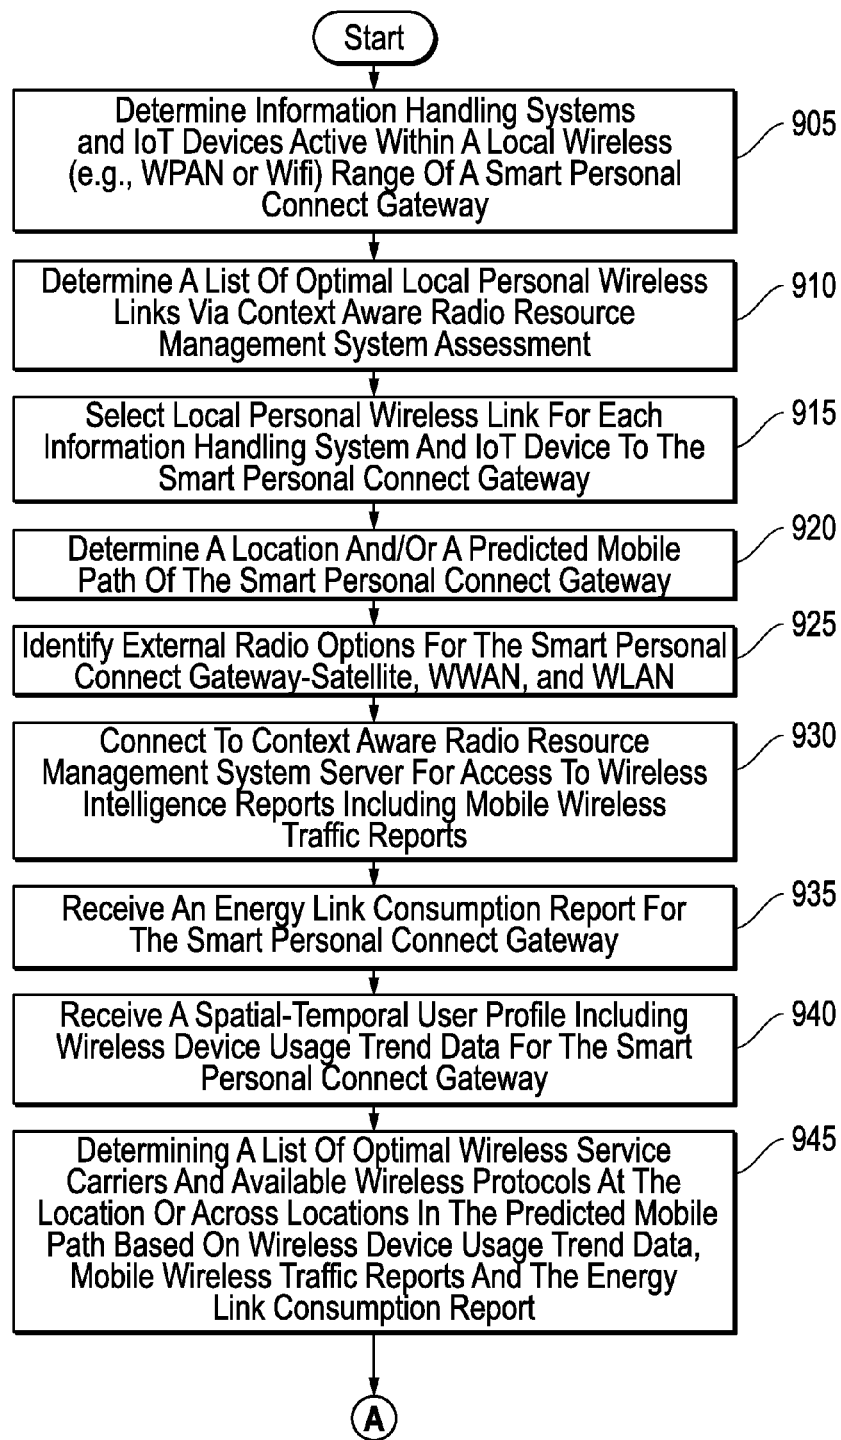 Start
Determine Information Handling Systems
and IoT Devices Active Within A Local Wireless
(e.g., WPAN or Wifi) Range Of A Smart Personal
Connect Gateway
905
Determine A List Of Optimal Local Personal Wireless
Links Via Context Aware Radio Resource
Management System Assessment
910
Select Local Personal Wireless Link For Each
Information Handling System And IoT Device To The
Smart Personal Connect Gateway
915
Determine A Location And/Or A Predicted Mobile
Path Of The Smart Personal Connect Gateway
920
Identify External Radio Options For The Smart Personal
Connect Gateway-Satellite, WWAN, and WLAN
925
Connect To Context Aware Radio Resource
Management System Server For Access To Wireless
Intelligence Reports Including Mobile Wireless
Traffic Reports
930
Receive An Energy Link Consumption Report For
The Smart Personal Connect Gateway
935
Receive A Spatial-Temporal User Profile Including
Wireless Device Usage Trend Data For The Smart
Personal Connect Gateway
940
Determining A List Of Optimal Wireless Service
Carriers And Available Wireless Protocols At The
Location Or Across Locations In The Predicted Mobile
Path Based On Wireless Device Usage Trend Data,
Mobile Wireless Traffic Reports And The Energy
Link Consumption Report
945
A